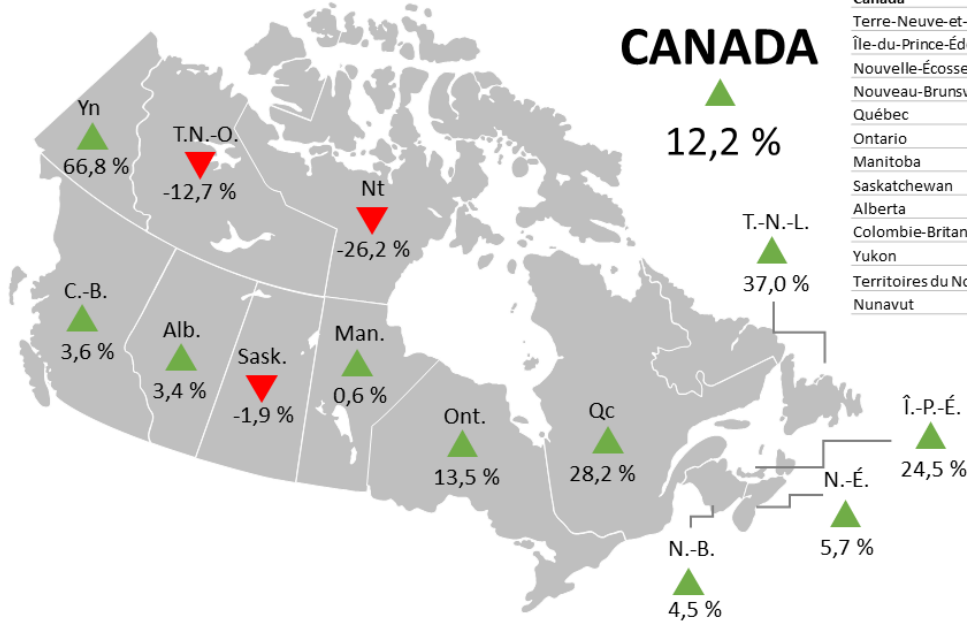 CANADA
12,2 %
Canada
Terre-Neuve-et-
Île-du-Prince-Éd
Nouvelle-Écosse
Nouveau-Brunsw
Québec
Ontario
Manitoba
Saskatchewan
Alberta
Colombie-Britan
Yukon
Territoires du No
Nunavut
Yn
66,8 %
T.N.-O.
-12,7 %
Nt
-26,2 %
T.-N.-L.
37,0 %
C.-B.
3,6 %
Alb.
3,4 %
Sask.
-1,9 %
Man.
0,6 %
Ont.
13,5 %
Qc
28,2 %
Î.-P.-É.
24,5 %
N.-É.
5,7 %
N.-B.
4,5 %